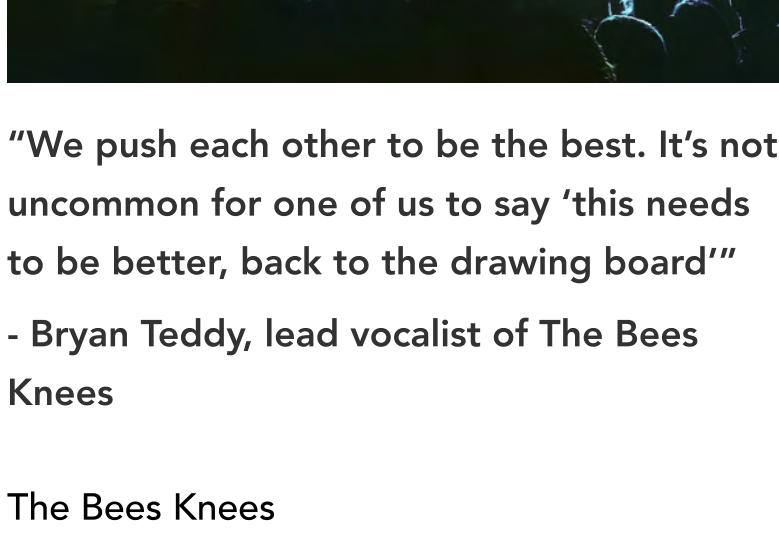 “We push each other to be the best. It’s not
uncommon for one of us to say ‘this needs
to be better, back to the drawing board’”
- Bryan Teddy, lead vocalist of The Bees
Knees
The Bees Knees